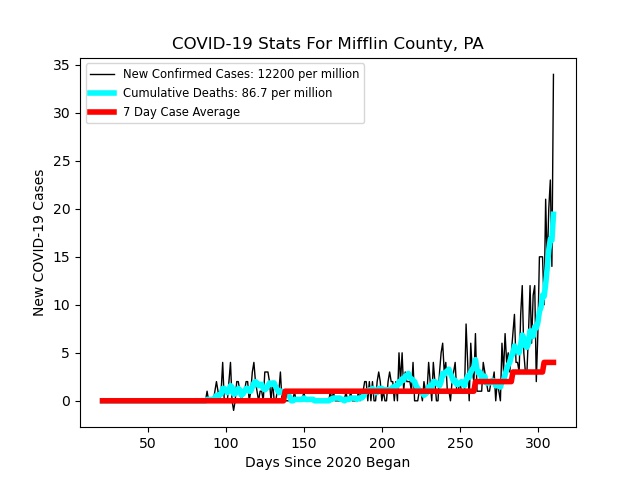 COVID-19 Stats For Mifflin County, PA
New Confirmed Cases: 12200 per million
Cumulative Deaths: 86.7 per million
7 Day Case Average
New COVID-19 Cases
35
30
25
20
15
10
5
0
50 100 150 200 250 300
Days Since 2020 Began